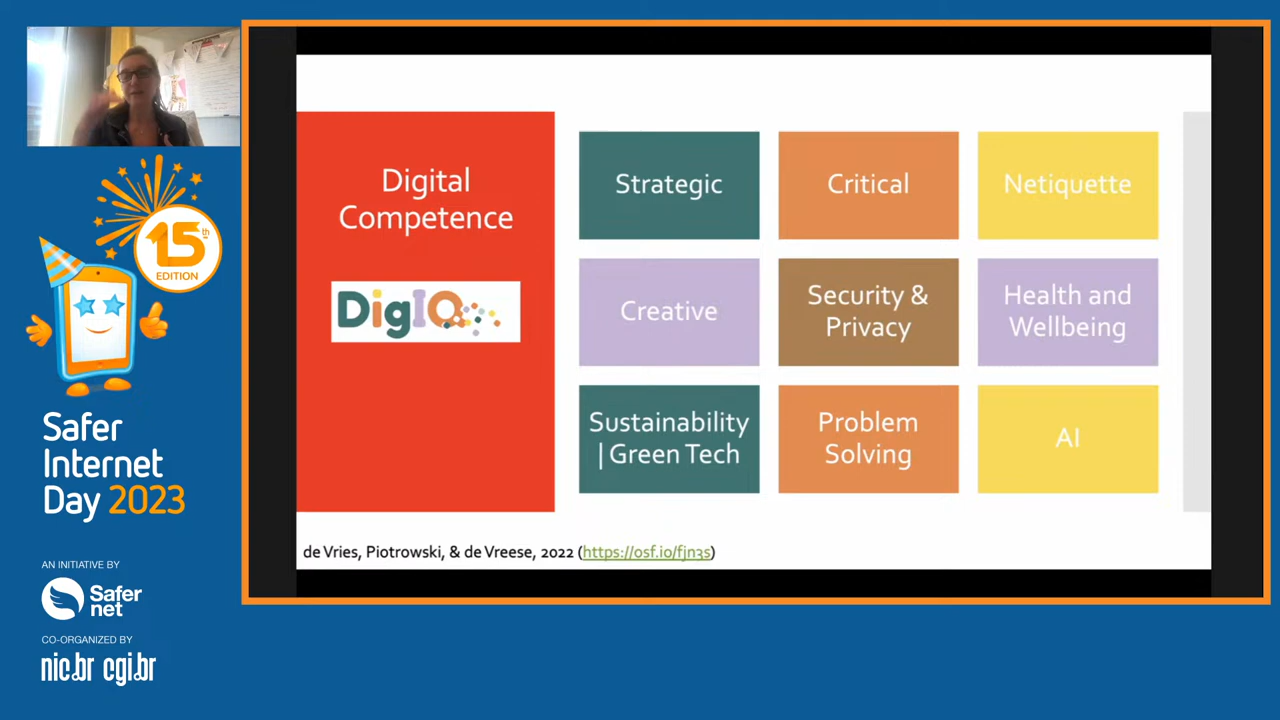 15th
EDITION
Safer
Internet
Day 2023
AN INITIATIVE BY
Safer
net
CO-ORGANIZED BY
nic.br cgi.br
Digital
Competence
DigIQ
Strategic
Critical
Netiquette
Creative
Security &
Privacy
Health and
Wellbeing
Sustainability
| Green Tech
Problem
Solving
AI
de Vries, Piotrowski, & de Vreese, 2022 (https://osf.io/fjn3s)